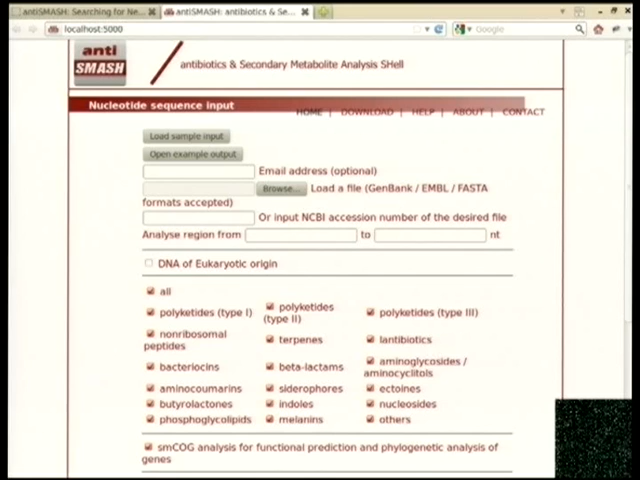 antiSMASH: Searching for Ne...
antiSMASH: antibiotics & Se...
localhost:5000
Google
anti
SMASH
antibiotics & Secondary Metabolite Analysis SHell
Nucleotide sequence input
HOME | DOWNLOAD | HELP | ABOUT | CONTACT
Load sample input
Open example output
Email address (optional)
Browse... Load a file (GenBank / EMBL / FASTA
formats accepted)
Or input NCBI accession number of the desired file
Analyse region from to nt
DNA of Eukaryotic origin
all
polyketides (type I) polyketides (type II) polyketides (type III)
nonribosomal peptides terpenes lantibiotics
bacteriocins beta-lactams aminoglycosides / aminocyclitols
aminocoumarins siderophores ectoines
butyrolactones indoles nucleosides
phosphoglycolipids melanins others
smCOG analysis for functional prediction and phylogenetic analysis of
genes